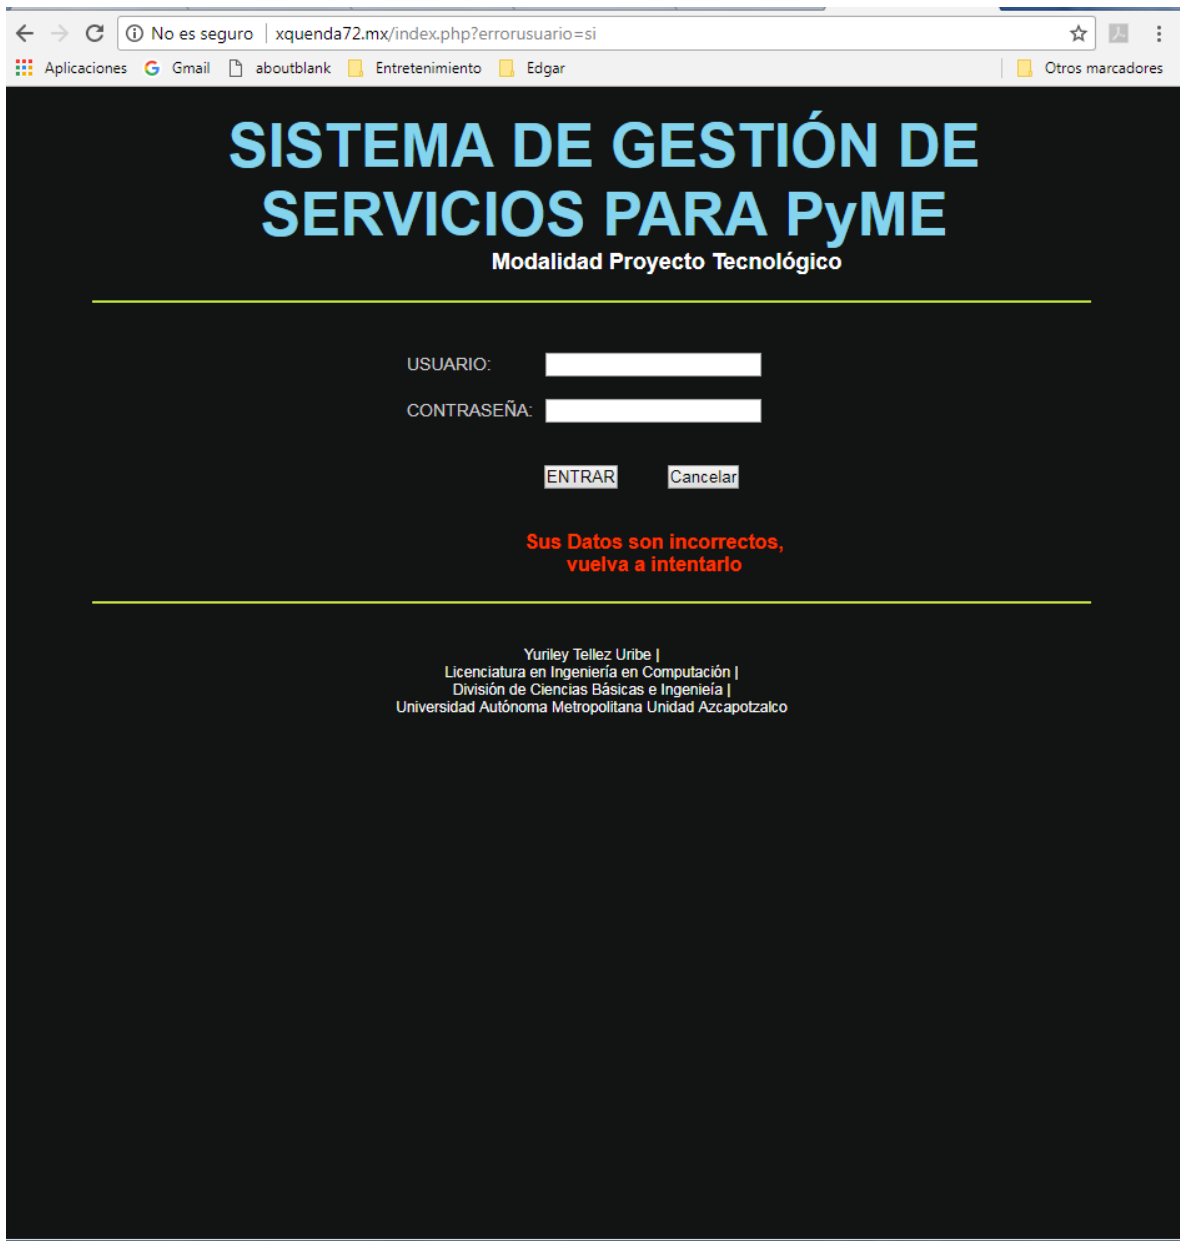 No es seguro | xquenda72.mx/index.php?errorusuario=si
Aplicaciones G Gmail aboutblank Entretenimiento Edgar Otros marcadores
SISTEMA DE GESTIÓN DE
SERVICIOS PARA PyME
Modalidad Proyecto Tecnológico
USUARIO:
CONTRASEÑA:
ENTRAR Cancelar
Sus Datos son incorrectos,
vuelva a intentarlo
Yuriley Tellez Uribe |
Licenciatura en Ingeniería en Computación |
División de Ciencias Básicas e Ingenieía |
Universidad Autónoma Metropolitana Unidad Azcapotzalco